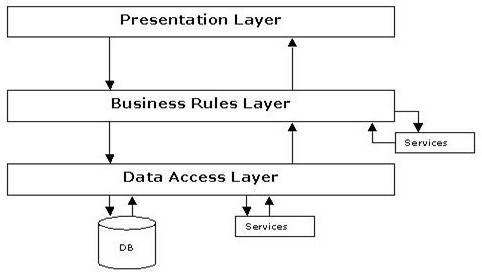 Presentation Layer
Business Rules Layer
Services
Data Access Layer
DB
Services